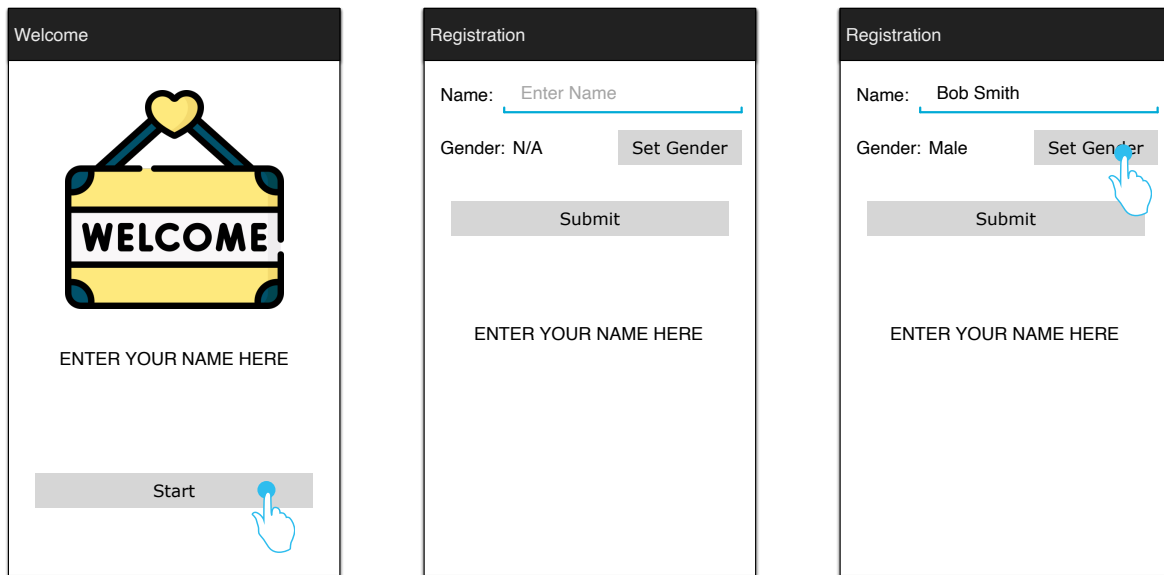 Welcome
WELCOME
ENTER YOUR NAME HERE
Start
Registration
Name: Enter Name
Gender: N/A Set Gender
Submit
ENTER YOUR NAME HERE
Registration
Name: Bob Smith
Gender: Male Set Gender
Submit
ENTER YOUR NAME HERE